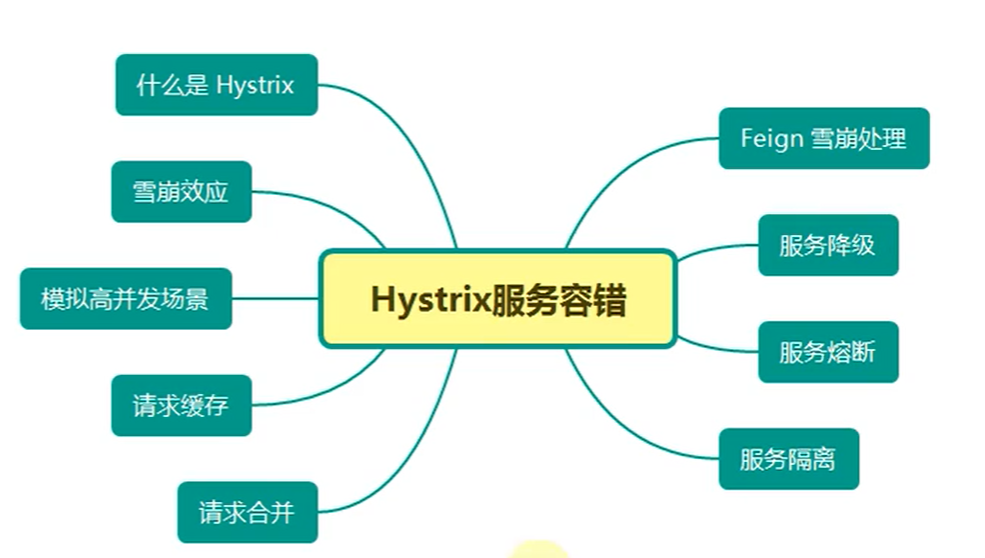 什么是 Hystrix
雪崩效应
模拟高并发场景
请求缓存
请求合并
Hystrix服务容错
Feign 雪崩处理
服务降级
服务熔断
服务隔离